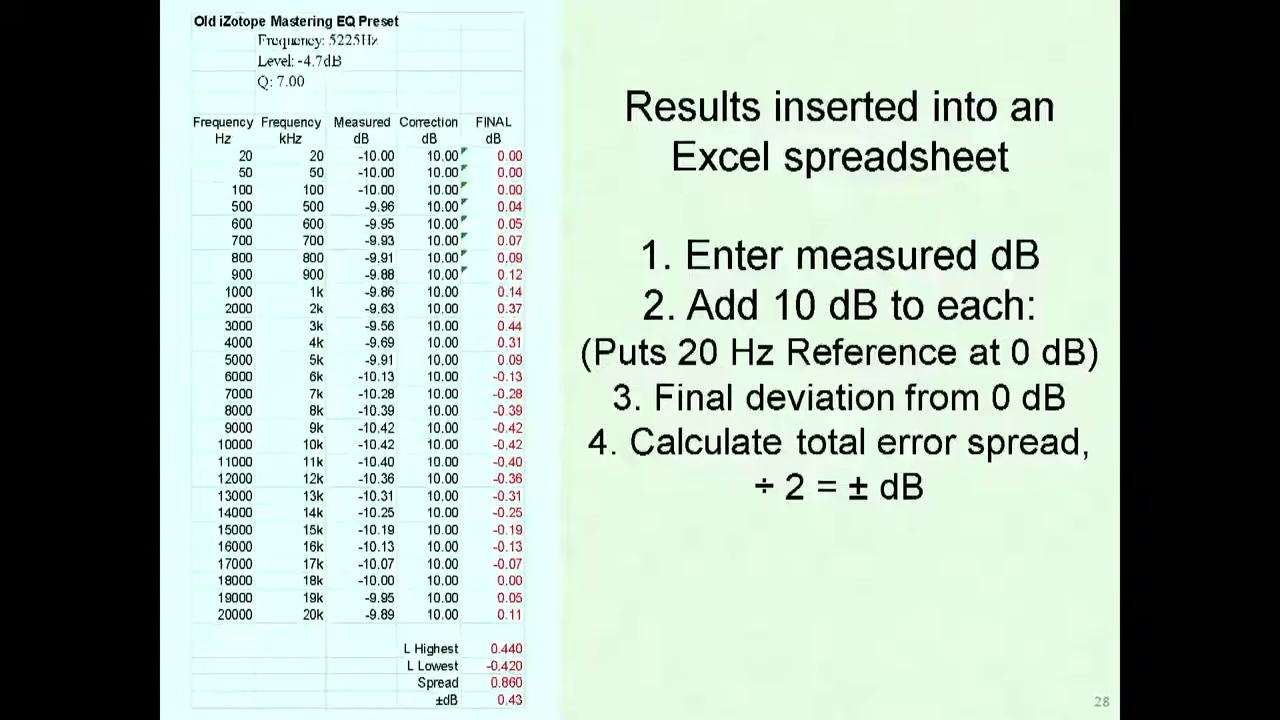 Old iZotope Mastering EQ Preset
Frequency: 5225Hz
Level: -4.7dB
Q: 7.00
Frequency Frequency Measured Correction FINAL
Hz kHz dB dB dB
20 20 -10.00 10.00 0.00
50 50 -10.00 10.00 0.00
100 100 -10.00 10.00 0.00
500 500 -9.96 10.00 0.04
600 600 -9.95 10.00 0.05
700 700 -9.93 10.00 0.07
800 800 -9.91 10.00 0.09
900 900 -9.88 10.00 0.12
1000 1k -9.86 10.00 0.14
2000 2k -9.63 10.00 0.37
3000 3k -9.56 10.00 0.44
4000 4k -9.69 10.00 0.31
5000 5k -9.91 10.00 0.09
6000 6k -10.13 10.00 -0.13
7000 7k -10.28 10.00 -0.28
8000 8k -10.39 10.00 -0.39
9000 9k -10.42 10.00 -0.42
10000 10k -10.42 10.00 -0.42
11000 11k -10.40 10.00 -0.40
12000 12k -10.36 10.00 -0.36
13000 13k -10.31 10.00 -0.31
14000 14k -10.25 10.00 -0.25
15000 15k -10.19 10.00 -0.19
16000 16k -10.13 10.00 -0.13
17000 17k -10.07 10.00 -0.07
18000 18k -10.00 10.00 0.00
19000 19k -9.95 10.00 0.05
20000 20k -9.89 10.00 0.11
L Highest 0.440
L Lowest -0.420
Spread 0.860
±dB 0.43
Results inserted into an
Excel spreadsheet
1. Enter measured dB
2. Add 10 dB to each:
(Puts 20 Hz Reference at 0 dB)
3. Final deviation from 0 dB
4. Calculate total error spread,
÷ 2 = ± dB
28